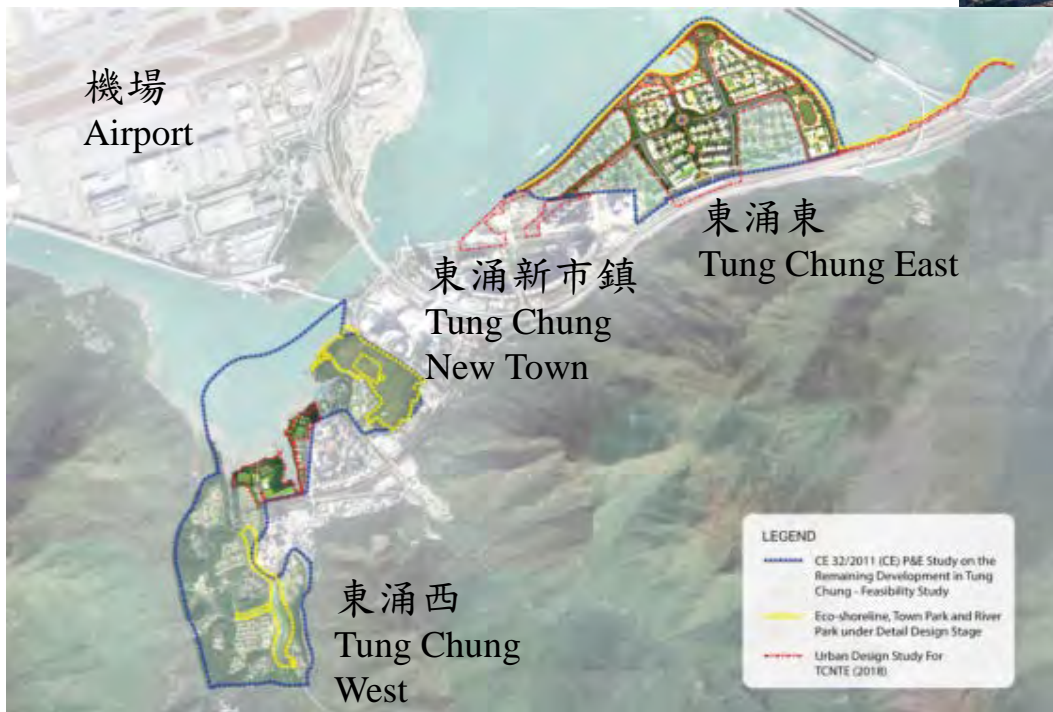 機場
Airport
東涌東
Tung Chung East
東涌新市鎮
Tung Chung
New Town
東涌西
Tung Chung
West
LEGEND
CE 32/2011 (CE) P&E Study on the
Remaining Development in Tung
Chung - Feasibility Study
Eco-shoreline, Town Park and River
Park under Detail Design Stage
Urban Design Study For
TCNTE (2018)